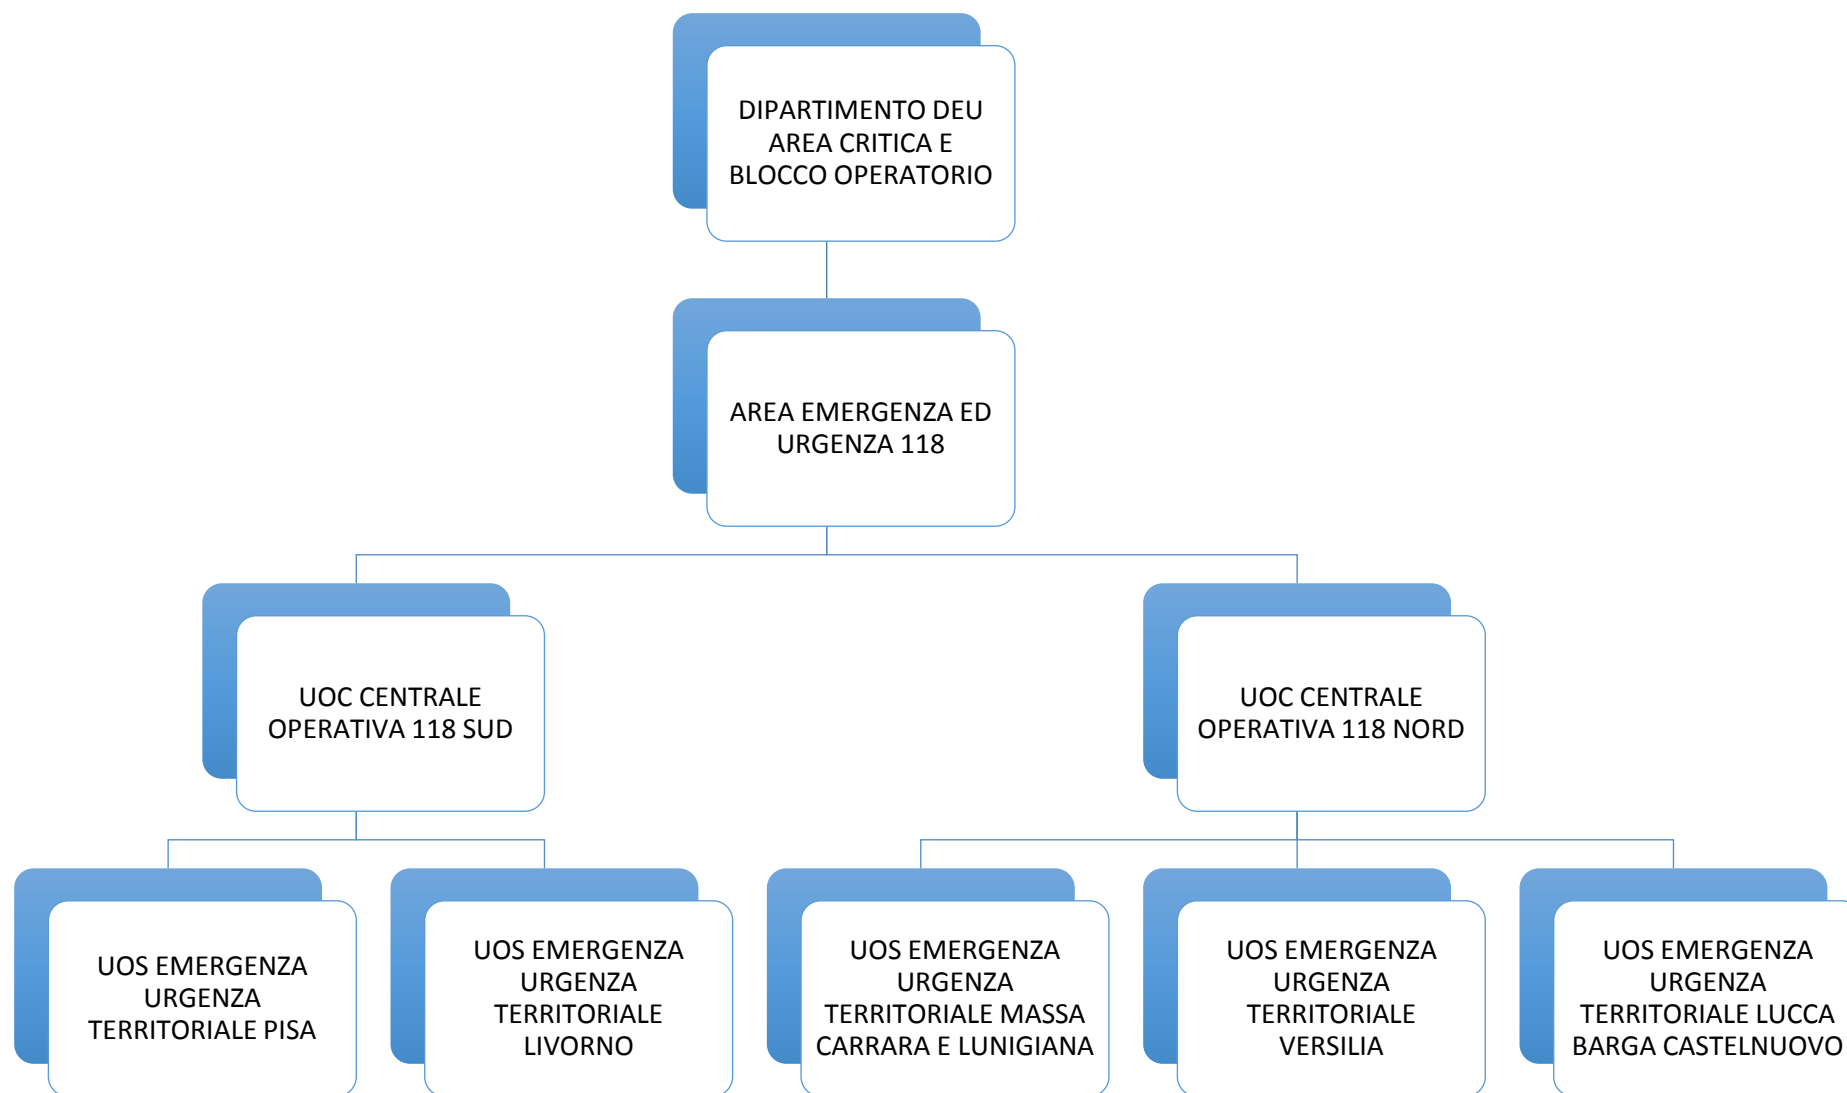 DIPARTIMENTO DEU
AREA CRITICA E
BLOCCO OPERATORIO
AREA EMERGENZA ED
URGENZA 118
UOC CENTRALE
OPERATIVA 118 SUD
UOC CENTRALE
OPERATIVA 118 NORD
UOS EMERGENZA
URGENZA
TERRITORIALE PISA
UOS EMERGENZA
URGENZA
TERRITORIALE
LIVORNO
UOS EMERGENZA
URGENZA
TERRITORIALE MASSA
CARRARA E LUNIGIANA
UOS EMERGENZA
URGENZA
TERRITORIALE
VERSILIA
UOS EMERGENZA
URGENZA
TERRITORIALE LUCCA
BARGA CASTELNUOVO